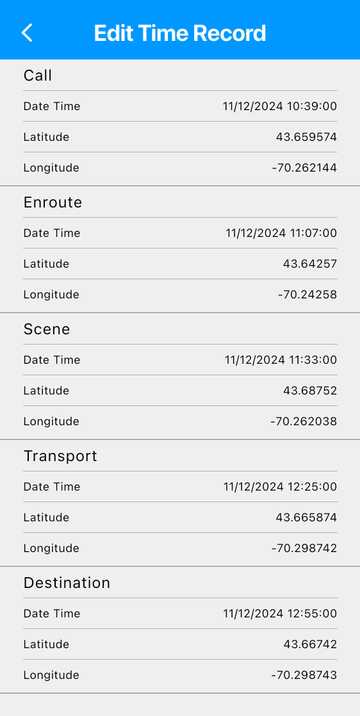 Edit Time Record
Call
Date Time 11/12/2024 10:39:00
Latitude 43.659574
Longitude -70.262144
Enroute
Date Time 11/12/2024 11:07:00
Latitude 43.64257
Longitude -70.24258
Scene
Date Time 11/12/2024 11:33:00
Latitude 43.68752
Longitude -70.262038
Transport
Date Time 11/12/2024 12:25:00
Latitude 43.665874
Longitude -70.298742
Destination
Date Time 11/12/2024 12:55:00
Latitude 43.66742
Longitude -70.298743